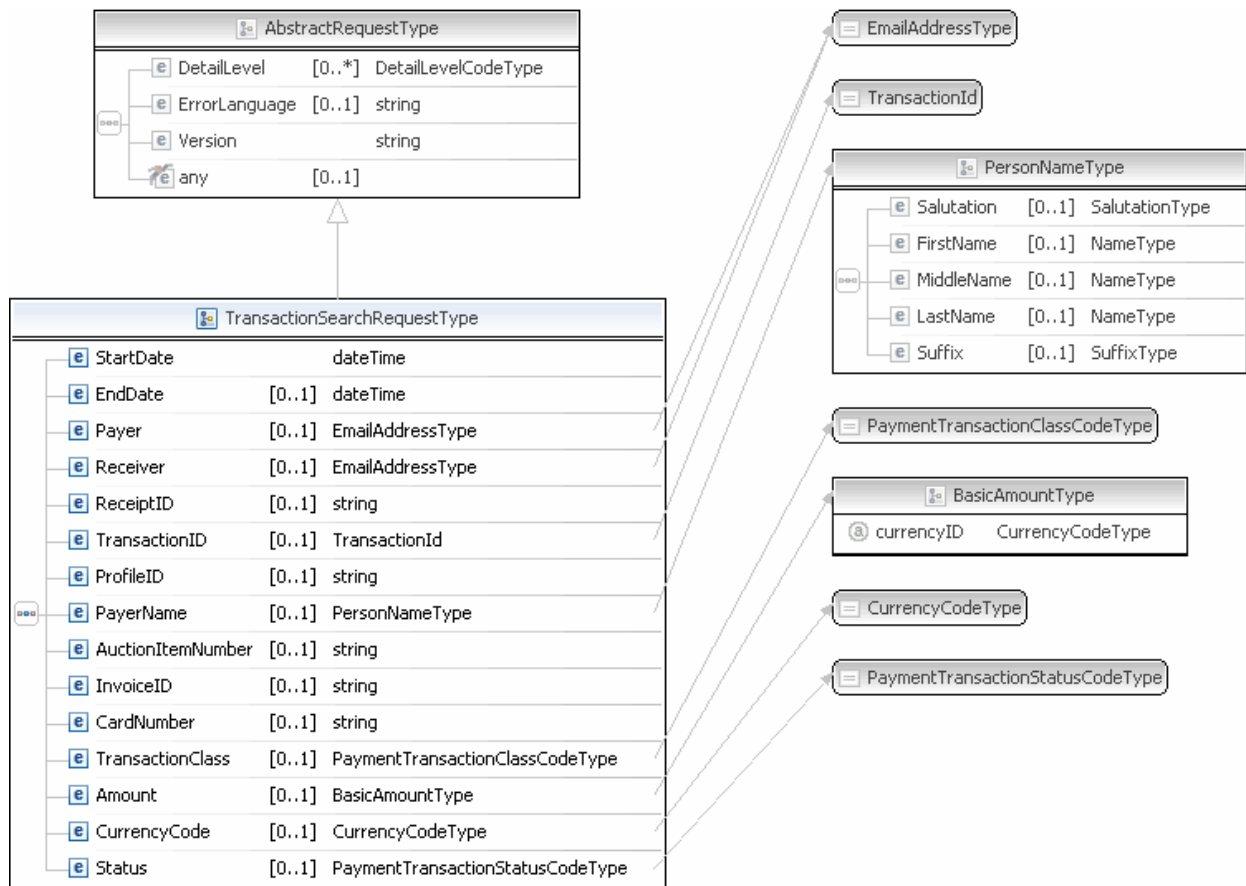 AbstractRequestType
e DetailLevel [0..*] DetailLevelCodeType
e ErrorLanguage [0..1] string
e Version string
e any [0..1]
TransactionSearchRequestType
e StartDate dateTime
e EndDate [0..1] dateTime
e Payer [0..1] EmailAddressType
e Receiver [0..1] EmailAddressType
e ReceiptID [0..1] string
e TransactionID [0..1] TransactionId
e ProfileID [0..1] string
e PayerName [0..1] PersonNameType
e AuctionItemNumber [0..1] string
e InvoiceID [0..1] string
e CardNumber [0..1] string
e TransactionClass [0..1] PaymentTransactionClassCodeType
e Amount [0..1] BasicAmountType
e CurrencyCode [0..1] CurrencyCodeType
e Status [0..1] PaymentTransactionStatusCodeType
EmailAddressType
TransactionId
PersonNameType
e Salutation [0..1] SalutationType
e FirstName [0..1] NameType
e MiddleName [0..1] NameType
e LastName [0..1] NameType
e Suffix [0..1] SuffixType
PaymentTransactionClassCodeType
BasicAmountType
a currencyID CurrencyCodeType
CurrencyCodeType
PaymentTransactionStatusCodeType